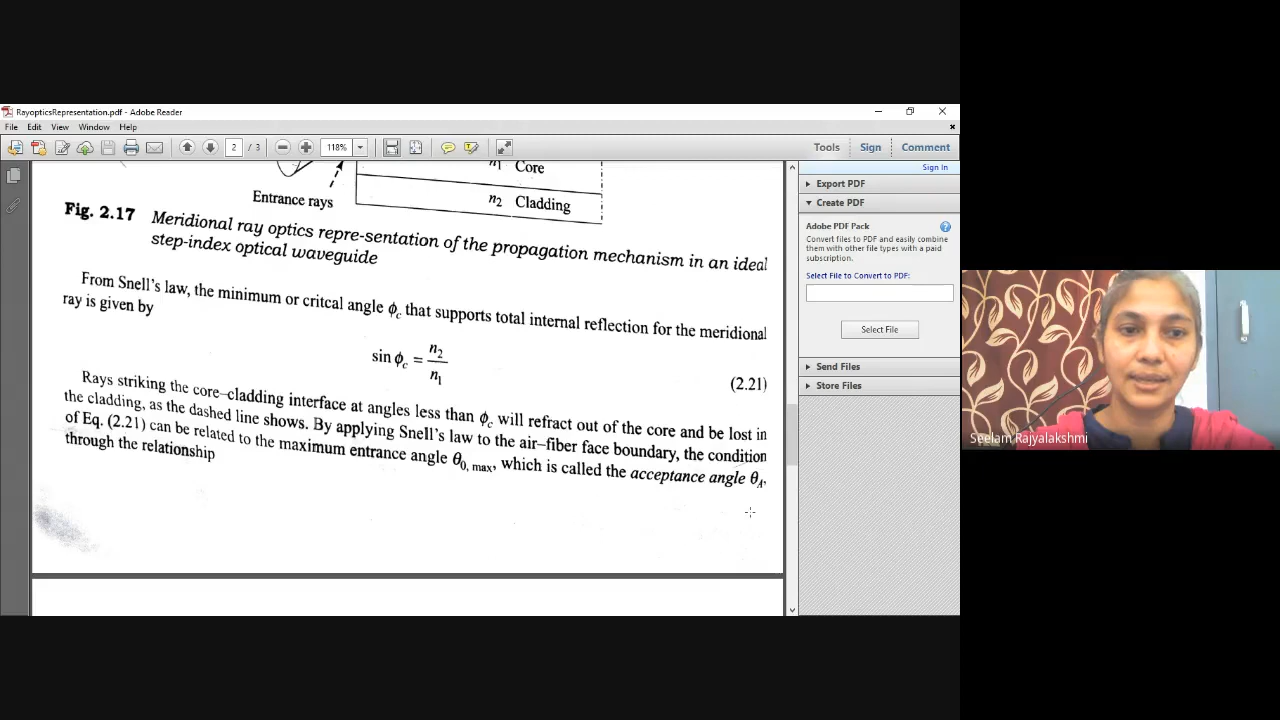 RayopticsRepresentation.pdf - Adobe Reader
File Edit View Window Help
2 / 3 118% Tools Sign Comment
Sign In
n1 Core
Entrance rays
n2 Cladding
Fig. 2.17 Meridional ray optics repre-sentation of the propagation mechanism in an ideal
step-index optical waveguide
From Snell's law, the minimum or critcal angle ϕc that supports total internal reflection for the meridional
ray is given by
sin ϕc = n2/n1
(2.21)
Rays striking the core–cladding interface at angles less than ϕc will refract out of the core and be lost in
the cladding, as the dashed line shows. By applying Snell's law to the air–fiber face boundary, the condition
of Eq. (2.21) can be related to the maximum entrance angle θ0, max, which is called the acceptance angle θA,
through the relationship
Export PDF
Create PDF
Adobe PDF Pack
Convert files to PDF and easily combine
them with other file types with a paid
subscription.
Select File to Convert to PDF:
Select File
Send Files
Store Files
Seelam Rajyalakshmi